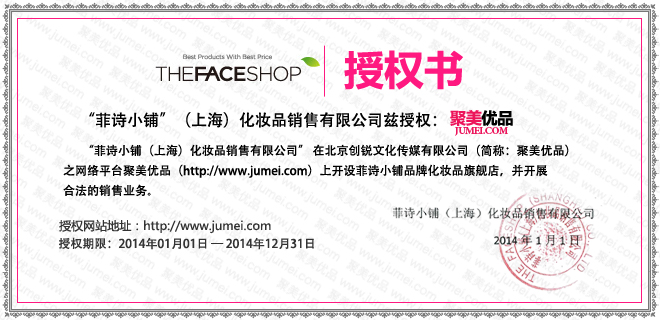 Best Products With Best Price
THEFACESHOP
授权书
“菲诗小铺”（上海）化妆品销售有限公司兹授权：聚美优品
JUMEI.COM
“菲诗小铺（上海）化妆品销售有限公司”在北京创锐文化传媒有限公司（简称：聚美优品）
之网络平台聚美优品（http://www.jumei.com）上开设菲诗小铺品牌化妆品旗舰店，并开展
合法的销售业务。
菲诗小铺（上海）化妆品销售有限公司
授权网站地址：http://www.jumei.com
2014 年 1 月 1 日
授权期限：2014年01月01日 — 2014年12月31日